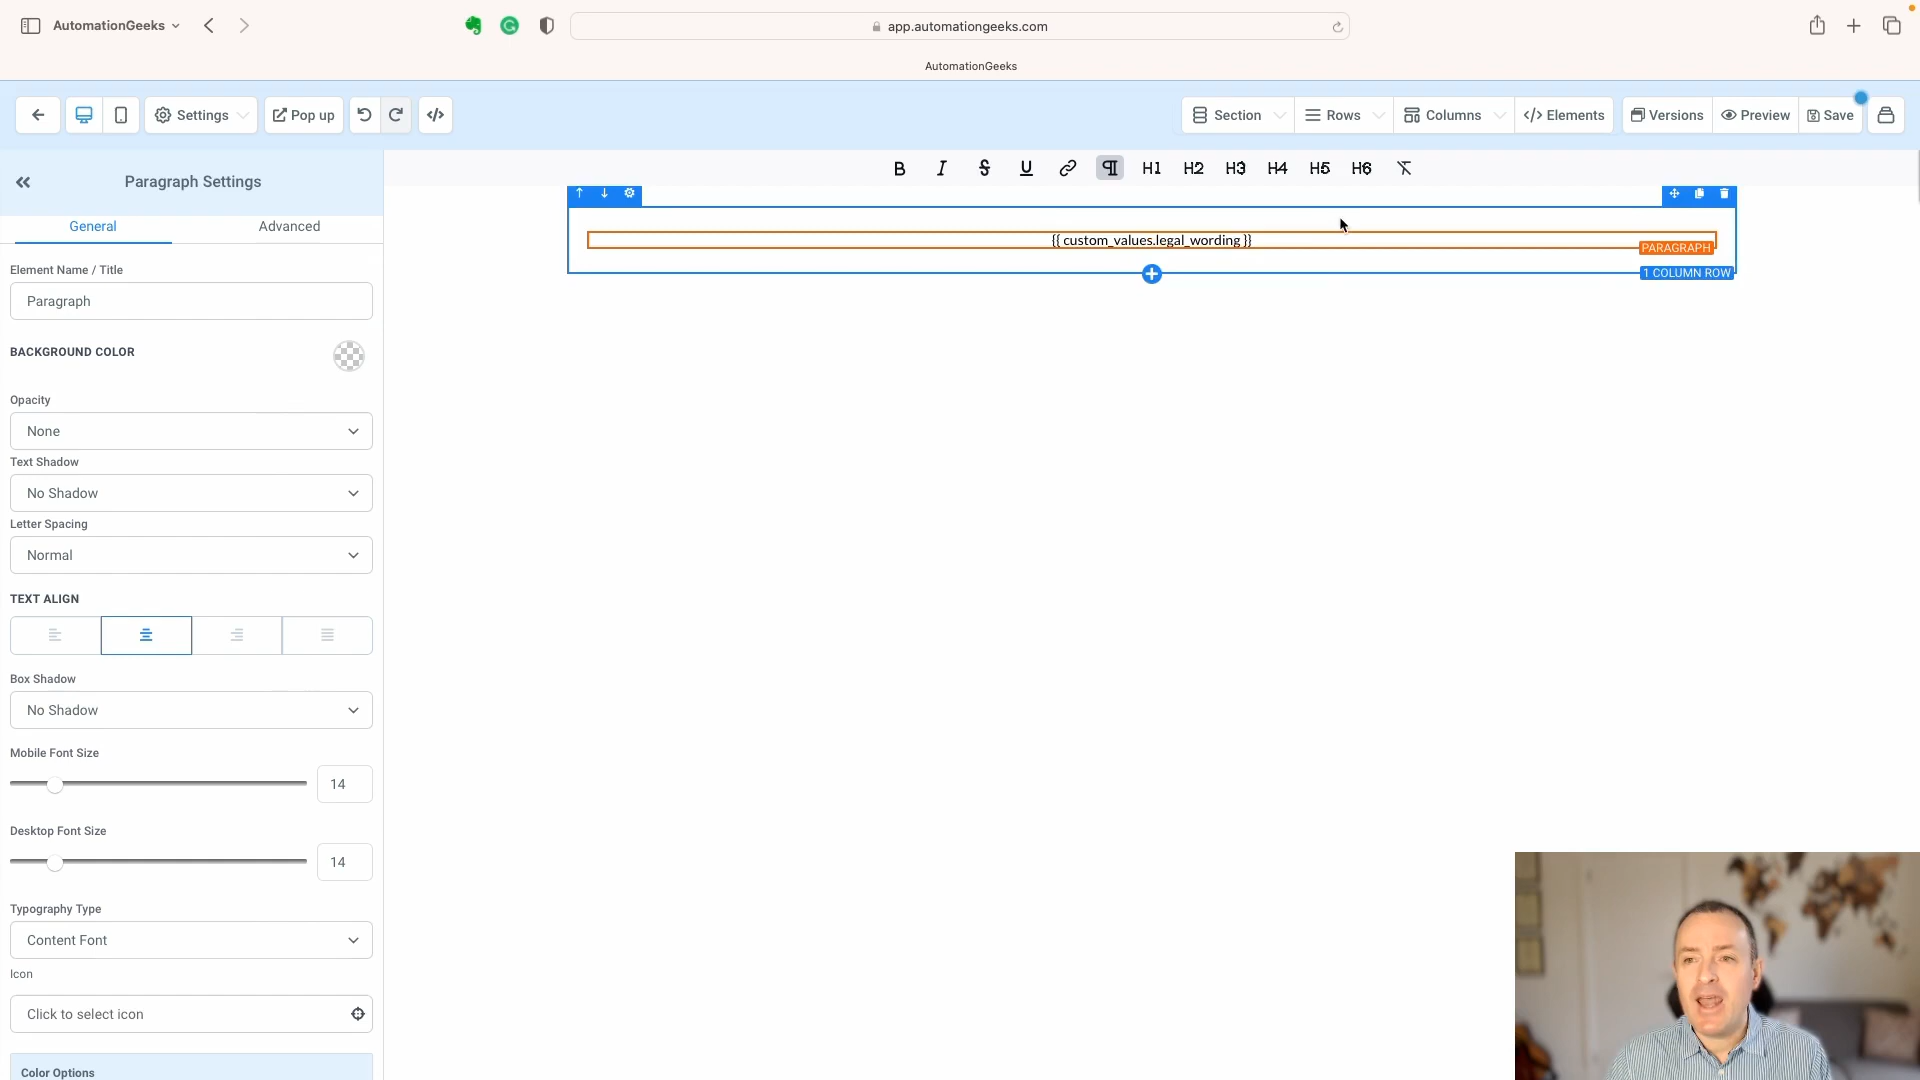 AutomationGeeks
app.automationgeeks.com
AutomationGeeks
Settings
Pop up
Section
Rows
Columns
</> Elements
Versions
Preview
Save
Paragraph Settings
B I S U H1 H2 H3 H4 H5 H6
General
Advanced
{{ custom_values.legal_wording }}
PARAGRAPH
1 COLUMN ROW
Element Name / Title
Paragraph
BACKGROUND COLOR
Opacity
None
Text Shadow
No Shadow
Letter Spacing
Normal
TEXT ALIGN
Box Shadow
No Shadow
Mobile Font Size
14
Desktop Font Size
14
Typography Type
Content Font
Icon
Click to select icon
Color Options